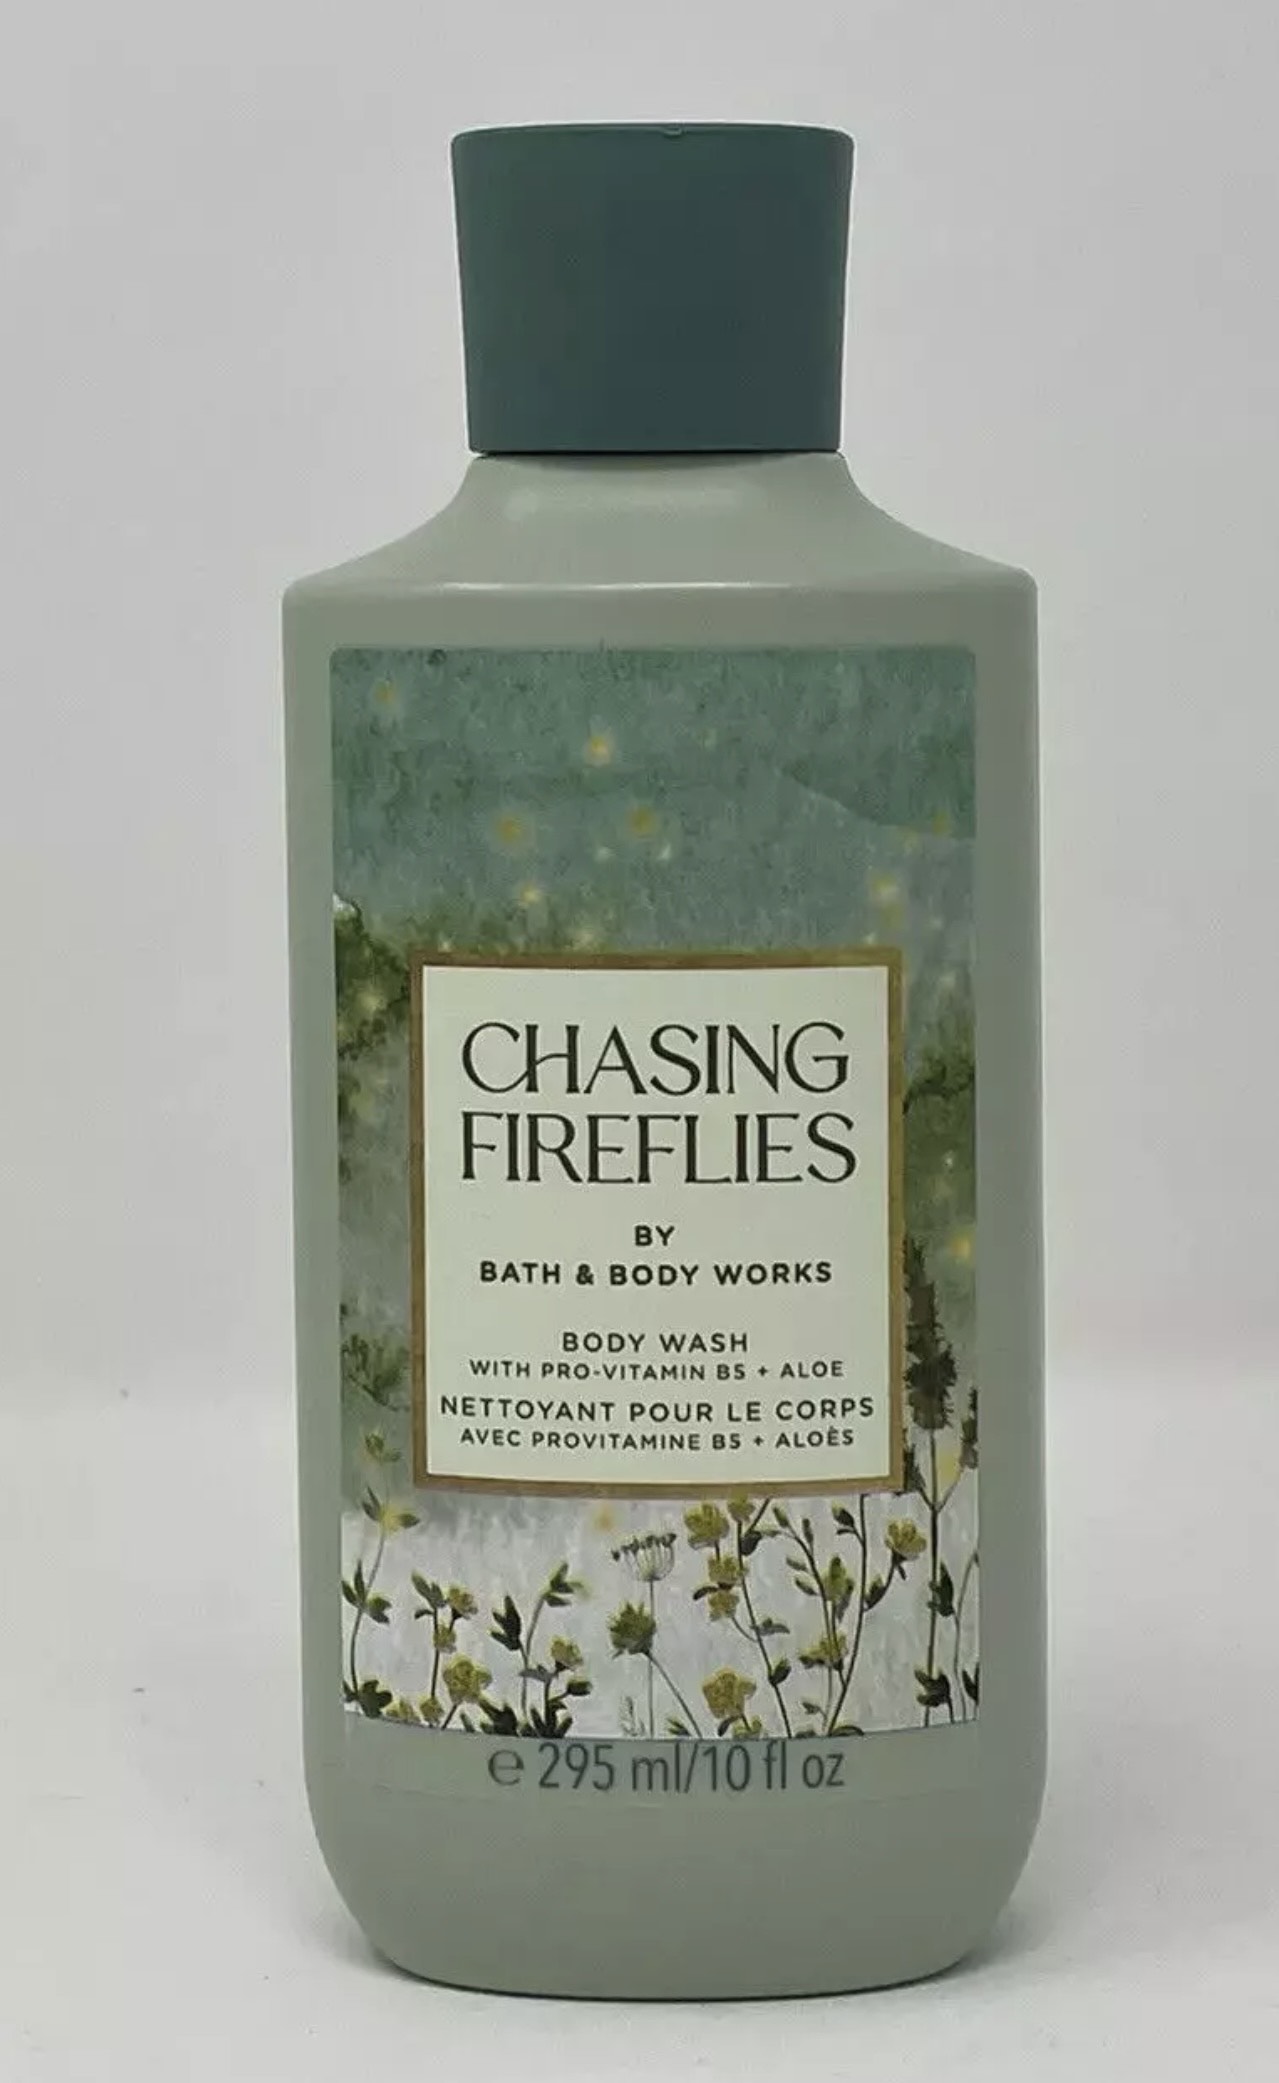 CHASING
FIREFLIES
BY
BATH & BODY WORKS
BODY WASH
WITH PRO-VITAMIN B5 + ALOE
NETTOYANT POUR LE CORPS
AVEC PROVITAMINE B5 + ALOÈS
℮ 295 ml/10 fl oz